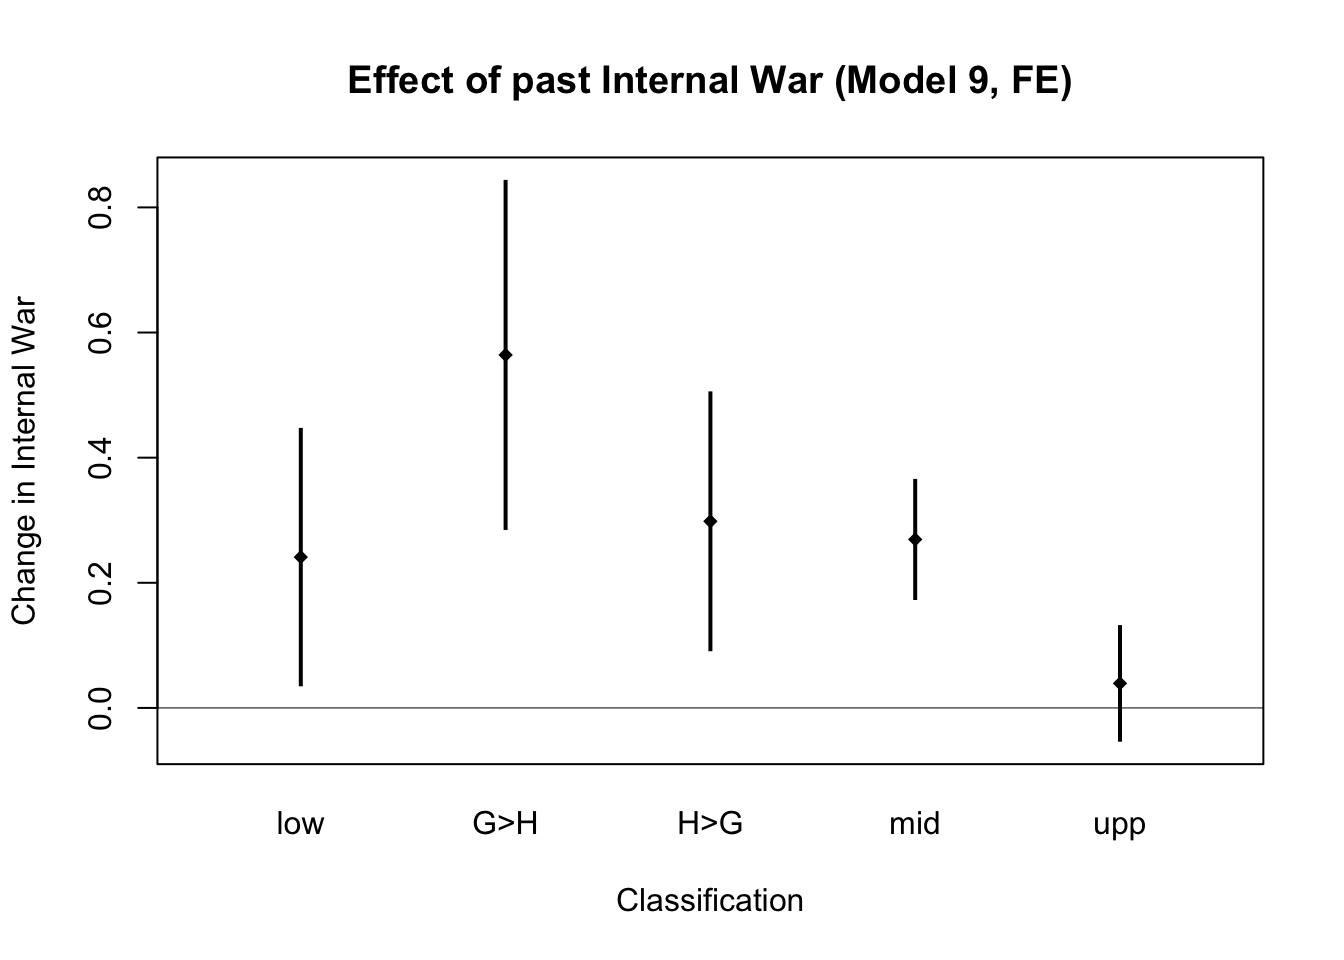 Effect of past Internal War (Model 9, FE)
Change in Internal War
0.8
0.6
0.4
0.2
0.0
low G>H H>G mid upp
Classification